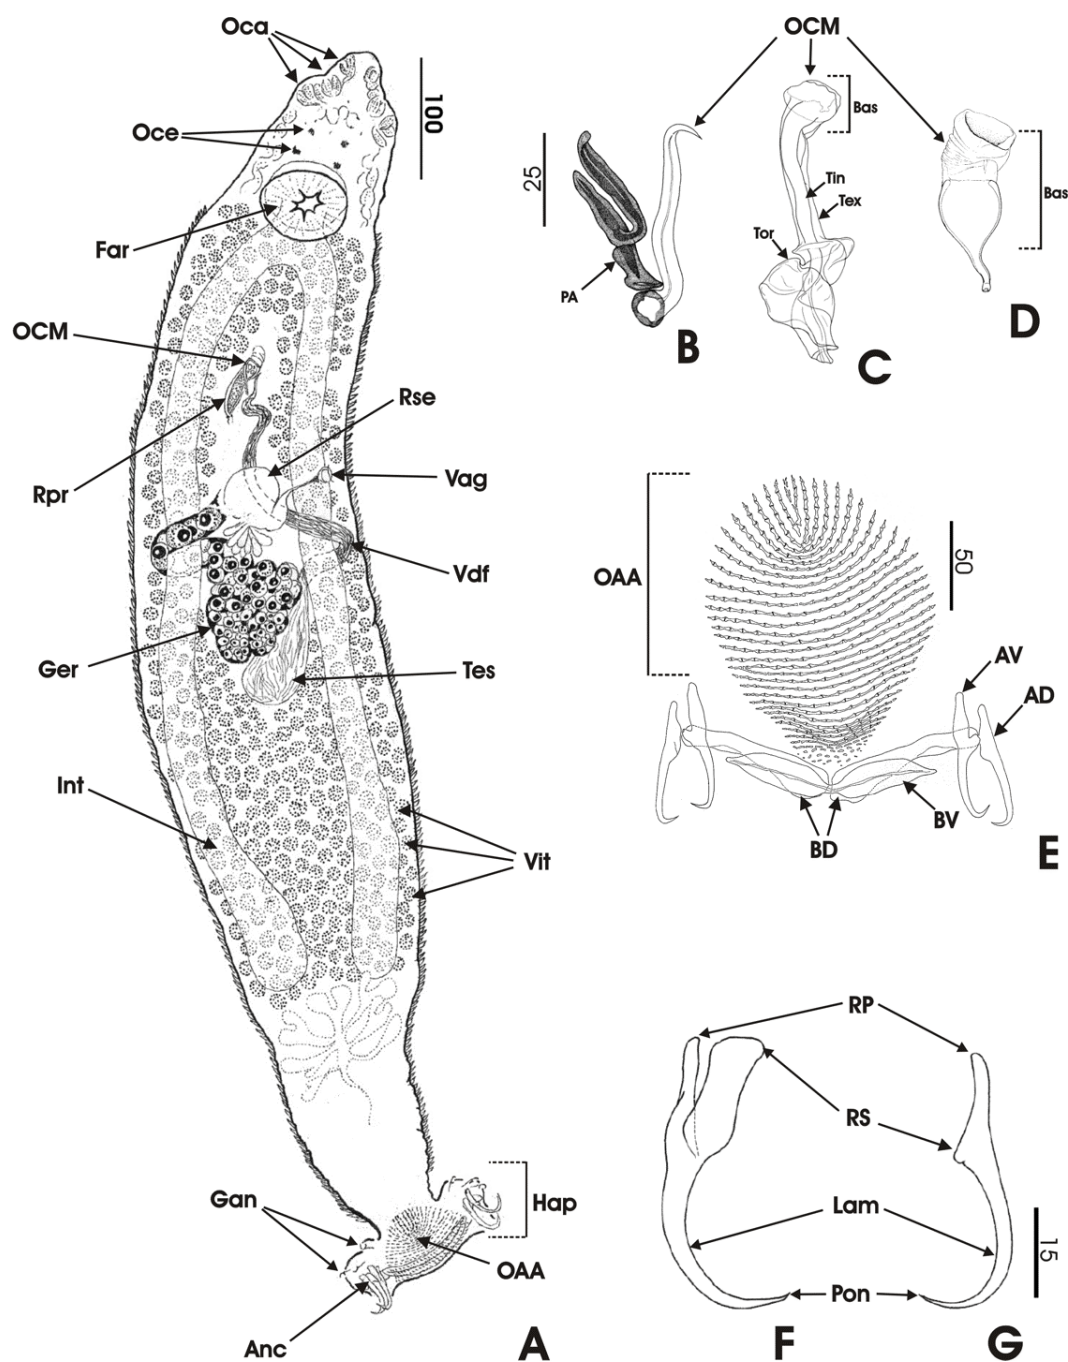 Oca
100
Oce
Far
OCM
Rse
Rpr
Vag
Vdf
Ger
Tes
Int
Vit
Gan
Hap
OAA
Anc
A
OCM
25
PA
B
Bas
Tin
Tex
Tor
C
Bas
D
OAA
50
AV
AD
BV
BD
E
RP
RS
Lam
Pon
15
F
G